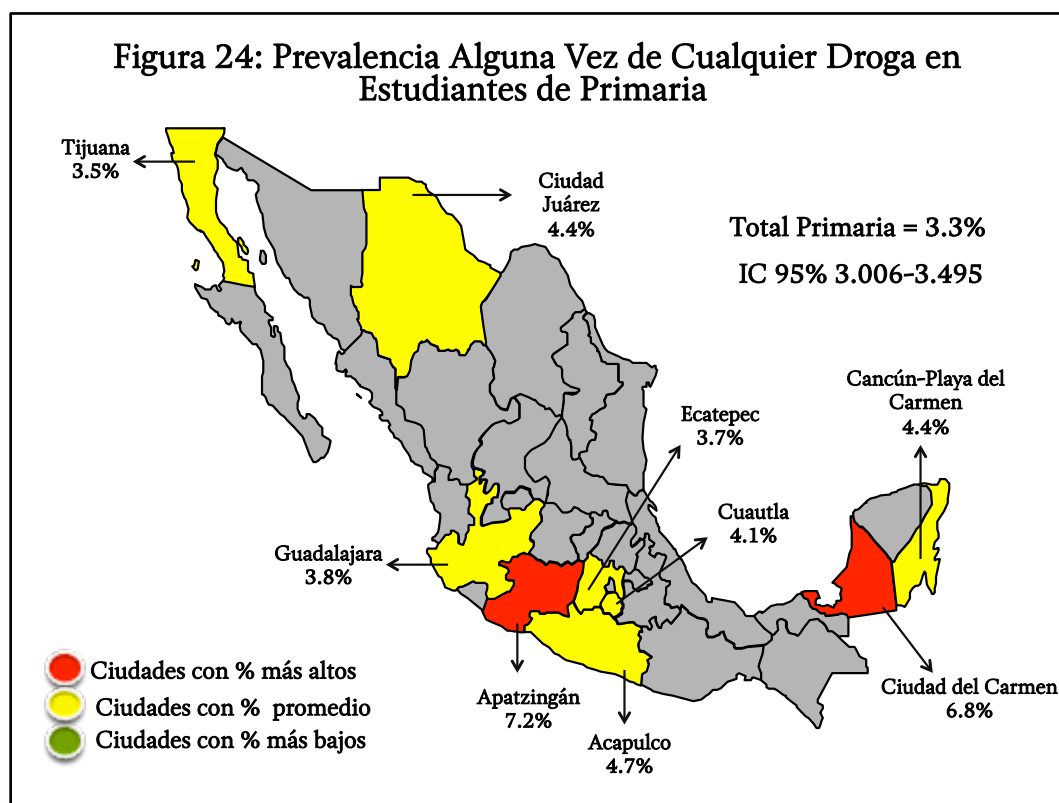 Figura 24: Prevalencia Alguna Vez de Cualquier Droga en
Estudiantes de Primaria
Tijuana
3.5%
Ciudad
Juárez
4.4%
Total Primaria = 3.3%
IC 95% 3.006-3.495
Cancún-Playa del
Carmen
4.4%
Ecatepec
3.7%
Cuautla
4.1%
Guadalajara
3.8%
Ciudades con % más altos
Ciudades con % promedio
Ciudades con % más bajos
Apatzingán
7.2%
Acapulco
4.7%
Ciudad del Carmen
6.8%